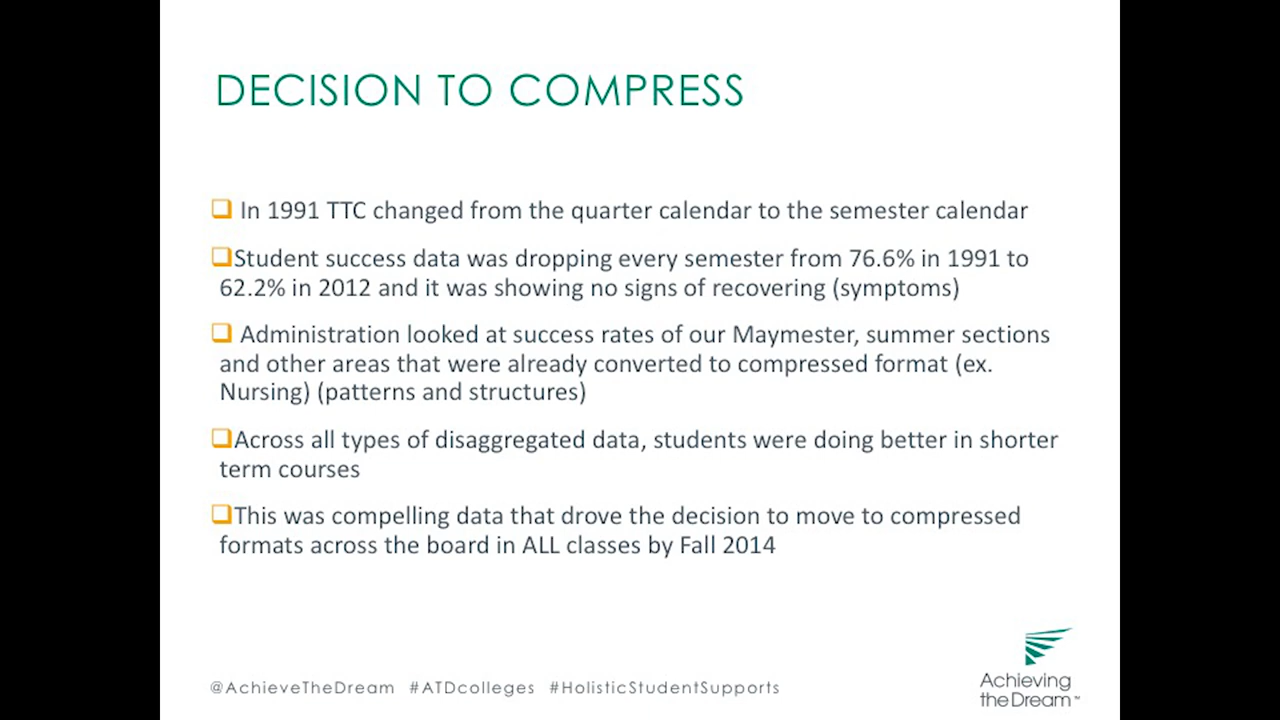 DECISION TO COMPRESS
In 1991 TTC changed from the quarter calendar to the semester calendar
Student success data was dropping every semester from 76.6% in 1991 to
62.2% in 2012 and it was showing no signs of recovering (symptoms)
Administration looked at success rates of our Maymester, summer sections
and other areas that were already converted to compressed format (ex.
Nursing) (patterns and structures)
Across all types of disaggregated data, students were doing better in shorter
term courses
This was compelling data that drove the decision to move to compressed
formats across the board in ALL classes by Fall 2014
@AchieveTheDream #ATDcolleges #HolisticStudentSupports
Achieving
the Dream™